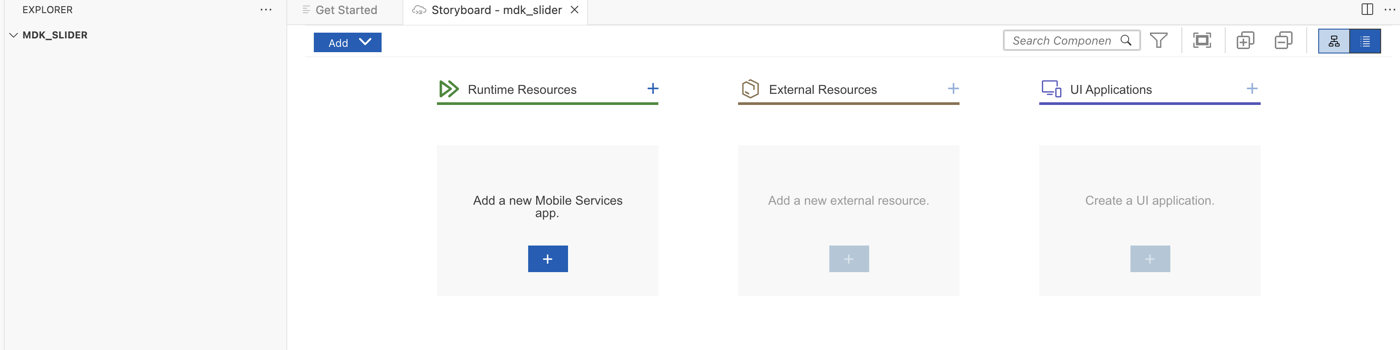 EXPLORER
MDK_SLIDER
Get Started
Storyboard - mdk_slider
Add
Search Componen
Runtime Resources
External Resources
UI Applications
Add a new Mobile Services
app.
Add a new external resource.
Create a UI application.